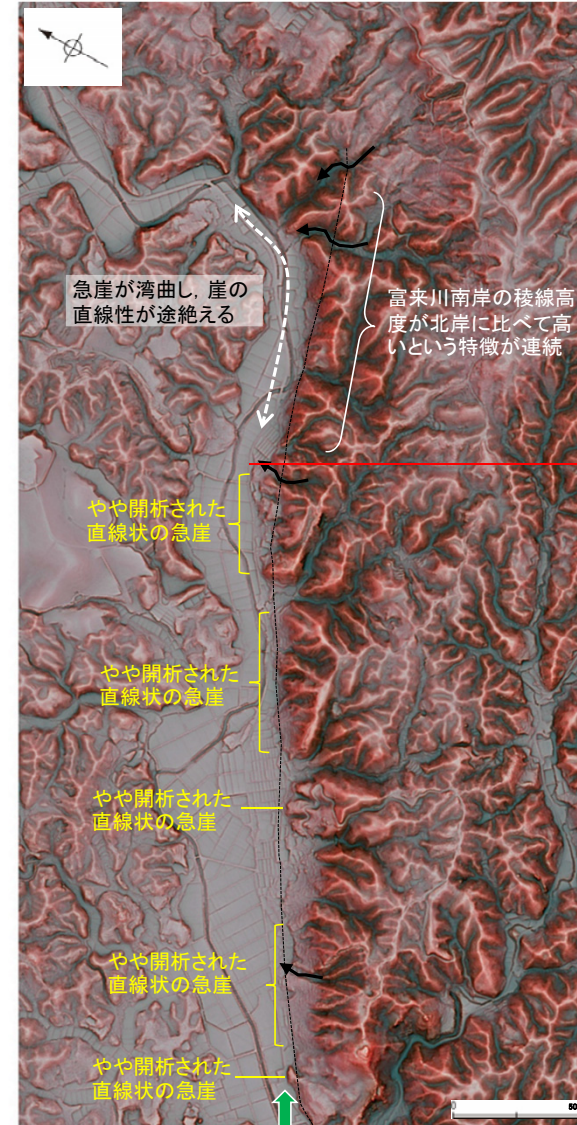 急崖が湾曲し，崖の
直線性が途絶える
富来川南岸の稜線高
度が北岸に比べて高
いという特徴が連続
やや開析された
直線状の急崖
やや開析された
直線状の急崖
やや開析された
直線状の急崖
やや開析された
直線状の急崖
やや開析された
直線状の急崖
0